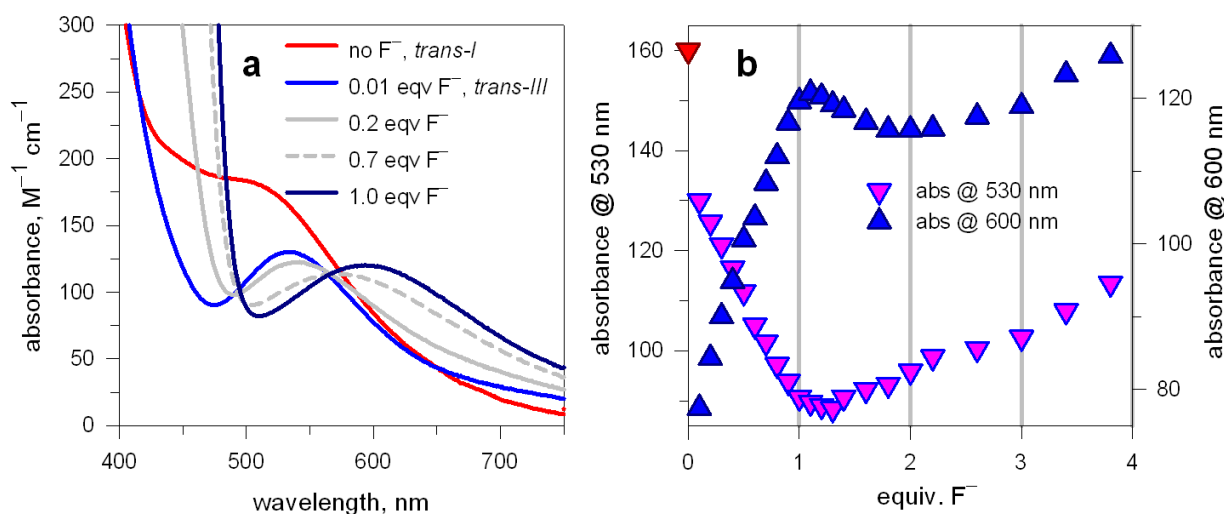 300
250
200
150
100
50
0
400
500
600
700
absorbance, M⁻¹ cm⁻¹
wavelength, nm
a
no F⁻, trans-I
0.01 eqv F⁻, trans-III
0.2 eqv F⁻
0.7 eqv F⁻
1.0 eqv F⁻
160
140
120
100
absorbance @ 530 nm
b
abs @ 530 nm
abs @ 600 nm
0
1
2
3
4
equiv. F⁻
120
100
80
absorbance @ 600 nm